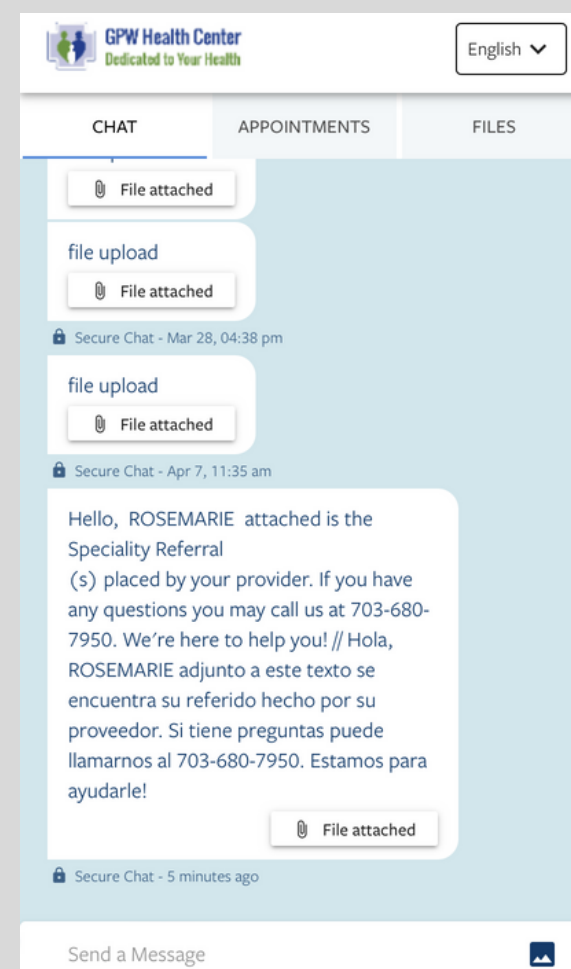 GPW Health Center
Dedicated to Your Health
English
CHAT
APPOINTMENTS
FILES
File attached
file upload
File attached
Secure Chat - Mar 28, 04:38 pm
file upload
File attached
Secure Chat - Apr 7, 11:35 am
Hello, ROSEMARIE attached is the
Speciality Referral
(s) placed by your provider. If you have
any questions you may call us at 703-680-
7950. We're here to help you! // Hola,
ROSEMARIE adjunto a este texto se
encuentra su referido hecho por su
proveedor. Si tiene preguntas puede
llamarnos al 703-680-7950. Estamos para
ayudarle!
File attached
Secure Chat - 5 minutes ago
Send a Message